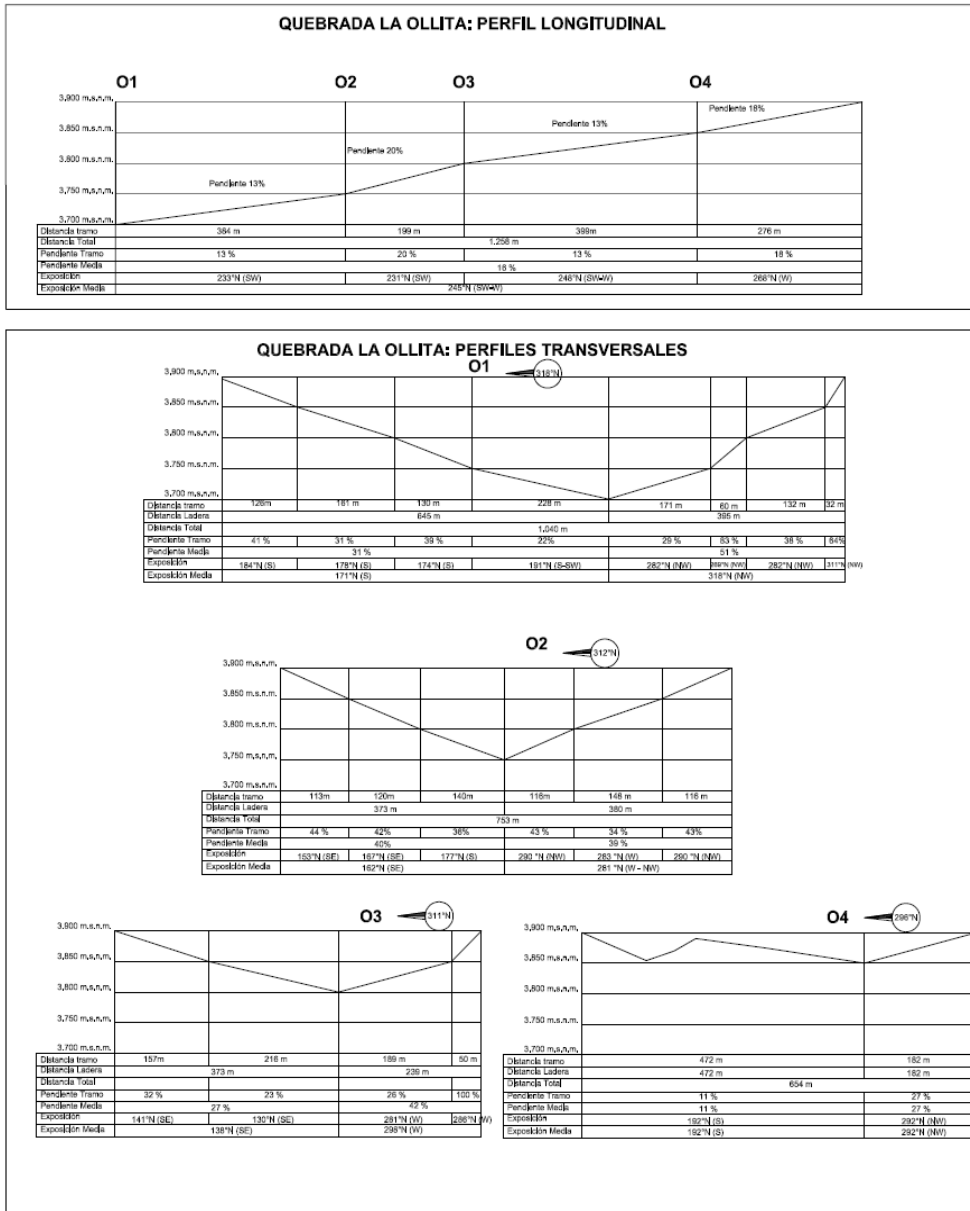 QUEBRADA LA OLLITA: PERFIL LONGITUDINAL
O1 O2 O3 O4
3,900 m.s.n.m.
3,850 m.s.n.m.
3,800 m.s.n.m.
3,750 m.s.n.m.
3,700 m.s.n.m.
Pendiente 13%
Pendiente 20%
Pendiente 13%
Pendiente 18%
Distancia tramo 384 m 199 m 399m 276 m
Distancia Total 1,258 m
Pendiente Tramo 13 % 20 % 13 % 18 %
Pendiente Media 16 %
Exposición 233°N (SW) 231°N (SW) 248°N (SW-W) 268°N (W)
Exposición Media 245°N (SW-W)
QUEBRADA LA OLLITA: PERFILES TRANSVERSALES
O1 318°N
3,900 m.s.n.m.
3,850 m.s.n.m.
3,800 m.s.n.m.
3,750 m.s.n.m.
3,700 m.s.n.m.
Distancia tramo 126m 161 m 130 m 228 m 171 m 60 m 132 m 32 m
Distancia Ladera 645 m 395 m
Distancia Total 1,040 m
Pendiente Tramo 41 % 31 % 39 % 22% 29 % 83 % 38 % 64%
Pendiente Media 31 % 51 %
Exposición 184°N (S) 178°N (S) 174°N (S) 191°N (S-SW) 282°N (NW) (NW) 282°N (NW) 311°N (NW)
Exposición Media 171°N (S) 318°N (NW)
O2 312°N
3,900 m.s.n.m.
3,850 m.s.n.m.
3,800 m.s.n.m.
3,750 m.s.n.m.
3,700 m.s.n.m.
Distancia tramo 113m 120m 140m 116m 148 m 116 m
Distancia Ladera 373 m 380 m
Distancia Total 753 m
Pendiente Tramo 44 % 42% 36% 43 % 34 % 43%
Pendiente Media 40% 39 %
Exposición 153°N (SE) 167°N (SE) 177°N (S) 290 °N (NW) 283 °N (W) 290 °N (NW)
Exposición Media 162°N (SE) 281 °N (W - NW)
O3 311°N
3,900 m.s.n.m.
3,850 m.s.n.m.
3,800 m.s.n.m.
3,750 m.s.n.m.
3,700 m.s.n.m.
Distancia tramo 157m 216 m 189 m 50 m
Distancia Ladera 373 m 239 m
Distancia Total
Pendiente Tramo 32 % 23 % 26 % 100 %
Pendiente Media 27 % 42 %
Exposición 141°N (SE) 130°N (SE) 281°N (W) 286°N (W)
Exposición Media 138°N (SE) 298°N (W)
O4 296°N
3,900 m.s.n.m.
3,850 m.s.n.m.
3,800 m.s.n.m.
3,750 m.s.n.m.
3,700 m.s.n.m.
Distancia tramo 472 m 182 m
Distancia Ladera 472 m 182 m
Distancia Total 654 m
Pendiente Tramo 11 % 27 %
Pendiente Media 11 % 27 %
Exposición 192°N (S) 292°N (NW)
Exposición Media 192°N (S) 292°N (NW)